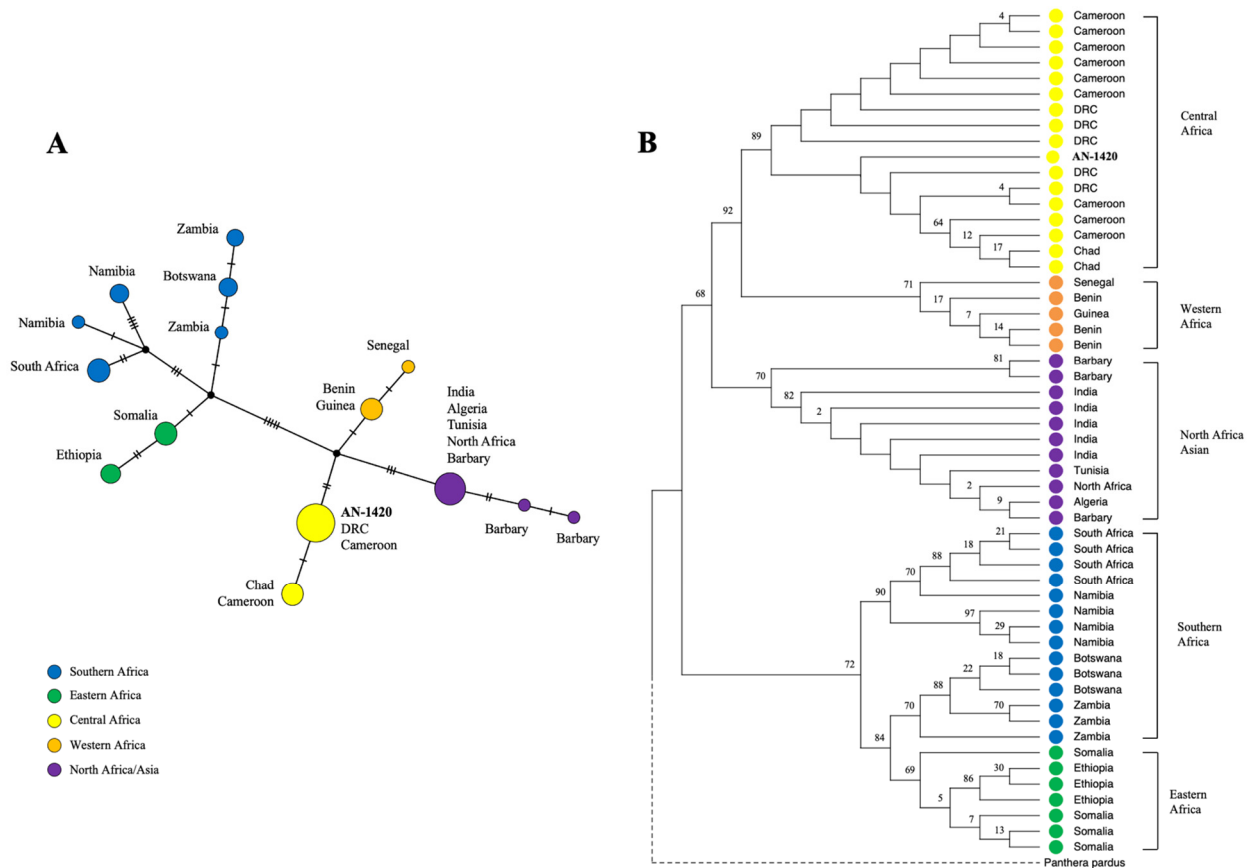 A
Zambia
Namibia
Botswana
Namibia
Zambia
South Africa
Senegal
Benin
Guinea
India
Algeria
Tunisia
North Africa
Barbary
Somalia
Ethiopia
AN-1420
DRC
Cameroon
Barbary
Barbary
Chad
Cameroon
Southern Africa
Eastern Africa
Central Africa
Western Africa
North Africa/Asia
B
4
89
92
4
64
12
17
68
71
17
7
14
81
70
82
2
2
9
21
18
88
70
90
97
29
72
18
22
88
70
70
84
69
30
86
5
7
13
Cameroon
Cameroon
Cameroon
Cameroon
Cameroon
Cameroon
DRC
DRC
DRC
AN-1420
DRC
DRC
Cameroon
Cameroon
Cameroon
Chad
Chad
Senegal
Benin
Guinea
Benin
Benin
Barbary
Barbary
India
India
India
India
India
Tunisia
North Africa
Algeria
Barbary
South Africa
South Africa
South Africa
South Africa
Namibia
Namibia
Namibia
Namibia
Botswana
Botswana
Botswana
Zambia
Zambia
Zambia
Somalia
Ethiopia
Ethiopia
Ethiopia
Somalia
Somalia
Somalia
Panthera pardus
Central
Africa
Western
Africa
North Africa
Asian
Southern
Africa
Eastern
Africa